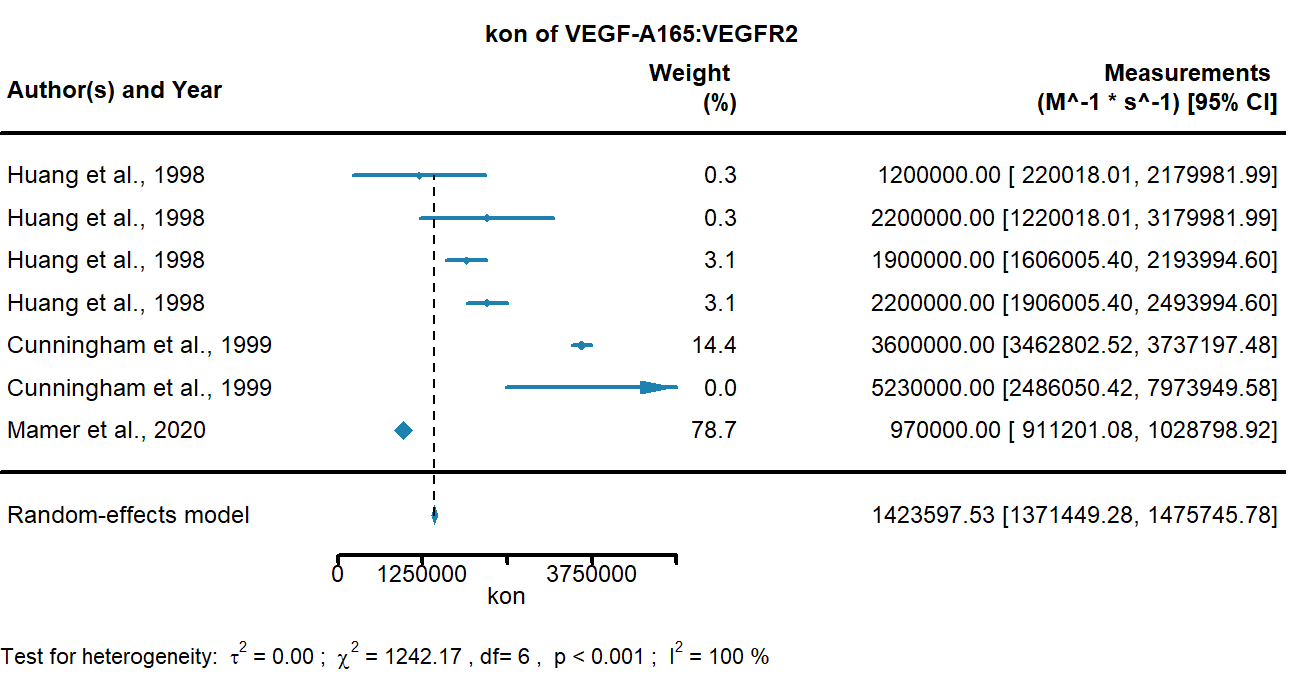 kon of VEGF-A165:VEGFR2
Author(s) and Year Weight (%) Measurements (M^-1 * s^-1) [95% CI]
Huang et al., 1998 0.3 1200000.00 [ 220018.01, 2179981.99]
Huang et al., 1998 0.3 2200000.00 [1220018.01, 3179981.99]
Huang et al., 1998 3.1 1900000.00 [1606005.40, 2193994.60]
Huang et al., 1998 3.1 2200000.00 [1906005.40, 2493994.60]
Cunningham et al., 1999 14.4 3600000.00 [3462802.52, 3737197.48]
Cunningham et al., 1999 0.0 5230000.00 [2486050.42, 7973949.58]
Mamer et al., 2020 78.7 970000.00 [ 911201.08, 1028798.92]
Random-effects model 1423597.53 [1371449.28, 1475745.78]
0 1250000 3750000
kon
Test for heterogeneity: τ² = 0.00 ; χ² = 1242.17 , df= 6 , p < 0.001 ; I² = 100 %